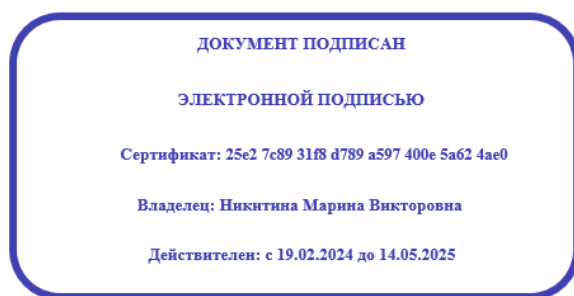 ДОКУМЕНТ ПОДПИСАН
ЭЛЕКТРОННОЙ ПОДПИСЬЮ
Сертификат: 25e2 7c89 31f8 d789 a597 400e 5a62 4ae0
Владелец: Никитина Марина Викторовна
Действителен: с 19.02.2024 до 14.05.2025